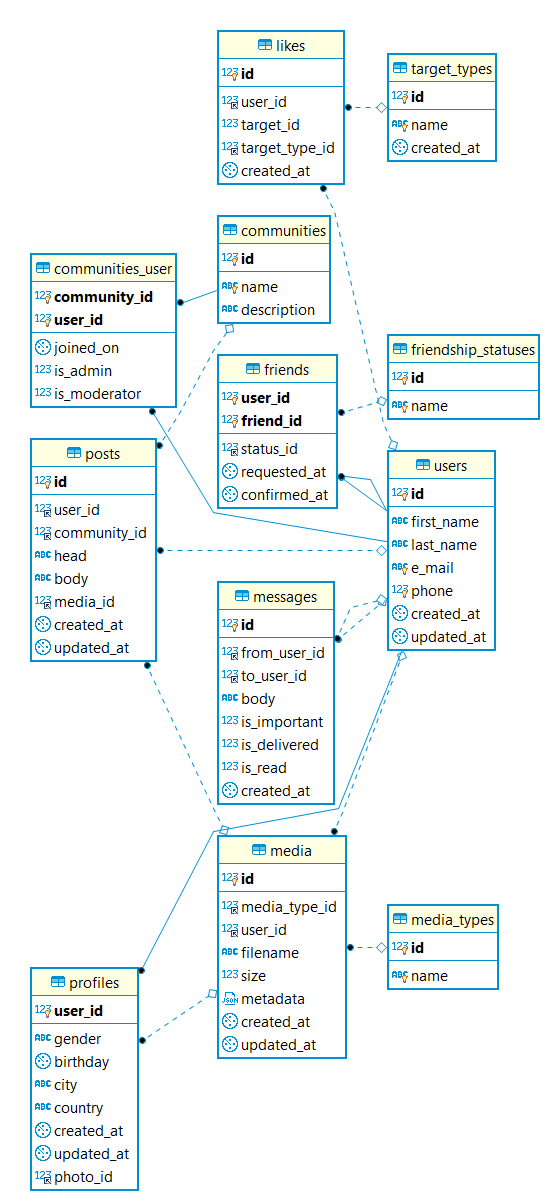 likes
123 id
123 user_id
123 target_id
123 target_type_id
created_at
target_types
123 id
ABC name
created_at
communities
123 id
ABC name
ABC description
communities_user
123 community_id
123 user_id
joined_on
123 is_admin
123 is_moderator
friendship_statuses
123 id
ABC name
friends
123 user_id
123 friend_id
123 status_id
requested_at
confirmed_at
posts
123 id
123 user_id
123 community_id
ABC head
ABC body
123 media_id
created_at
updated_at
users
123 id
ABC first_name
ABC last_name
ABC e_mail
123 phone
created_at
updated_at
messages
123 id
123 from_user_id
123 to_user_id
ABC body
123 is_important
123 is_delivered
123 is_read
created_at
media
123 id
123 media_type_id
123 user_id
ABC filename
123 size
JSON metadata
created_at
updated_at
media_types
123 id
ABC name
profiles
123 user_id
ABC gender
birthday
ABC city
ABC country
created_at
updated_at
123 photo_id